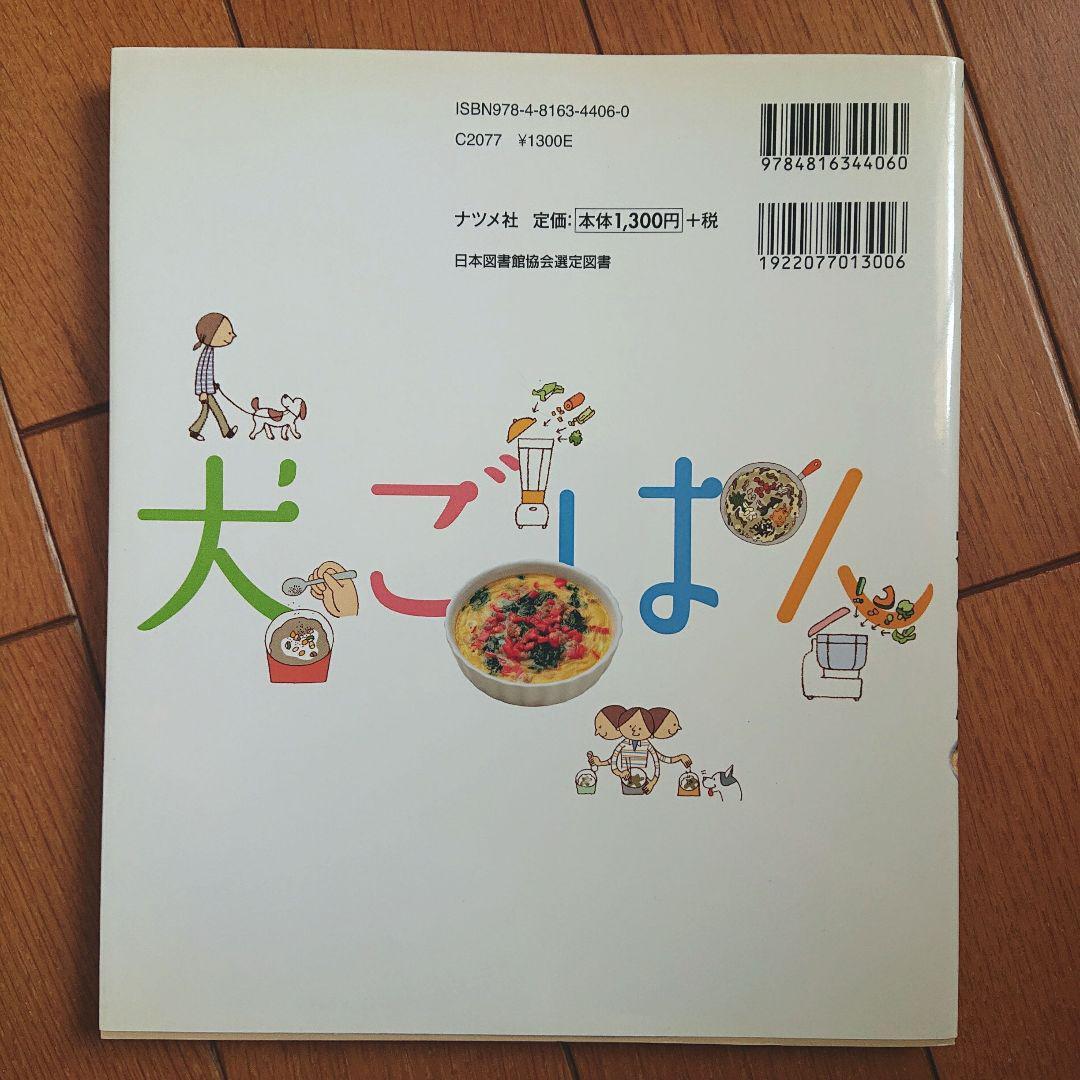 ISBN978-4-8163-4406-0
C2077 ¥1300E
9784816344060
ナツメ社 定価：本体1,300円＋税
日本図書館協会選定図書
1922077013006
犬ごはん